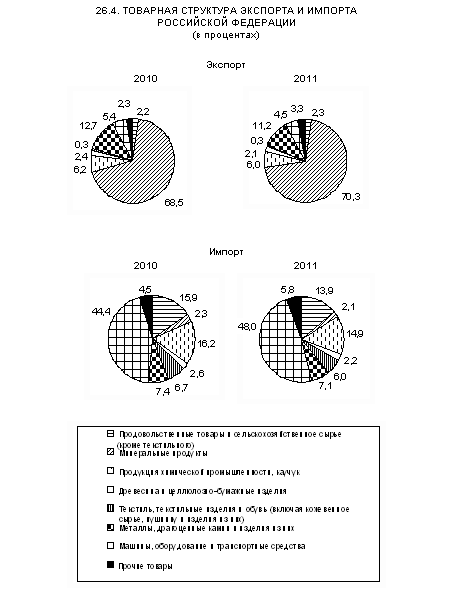 26.4. ТОВАРНАЯ СТРУКТУРА ЭКСПОРТА И ИМПОРТА
РОССИЙСКОЙ ФЕДЕРАЦИИ
(в процентах)
Экспорт
2010 2011
2,3 2,2
5,4
12,7
0,3
2,4
6,2
68,5
3,3 2,3
4,5
11,2
0,3
2,1
6,0
70,3
Импорт
2010 2011
4,5 15,9
44,4 2,3
16,2
2,6
7,4 6,7
5,8 13,9
2,1
48,0 14,9
2,2
7,1 6,0
Продовольственные товары и сельскохозяйственное сырье
(кроме текстильного)
Минеральные продукты
Продукция химической промышленности, каучук
Древесина и целлюлозно-бумажные изделия
Текстиль, текстильные изделия и обувь (включая кожевенное
сырье, пушнину и изделия из них)
Металлы, драгоценные камни и изделия из них
Машины, оборудование и транспортные средства
Прочие товары